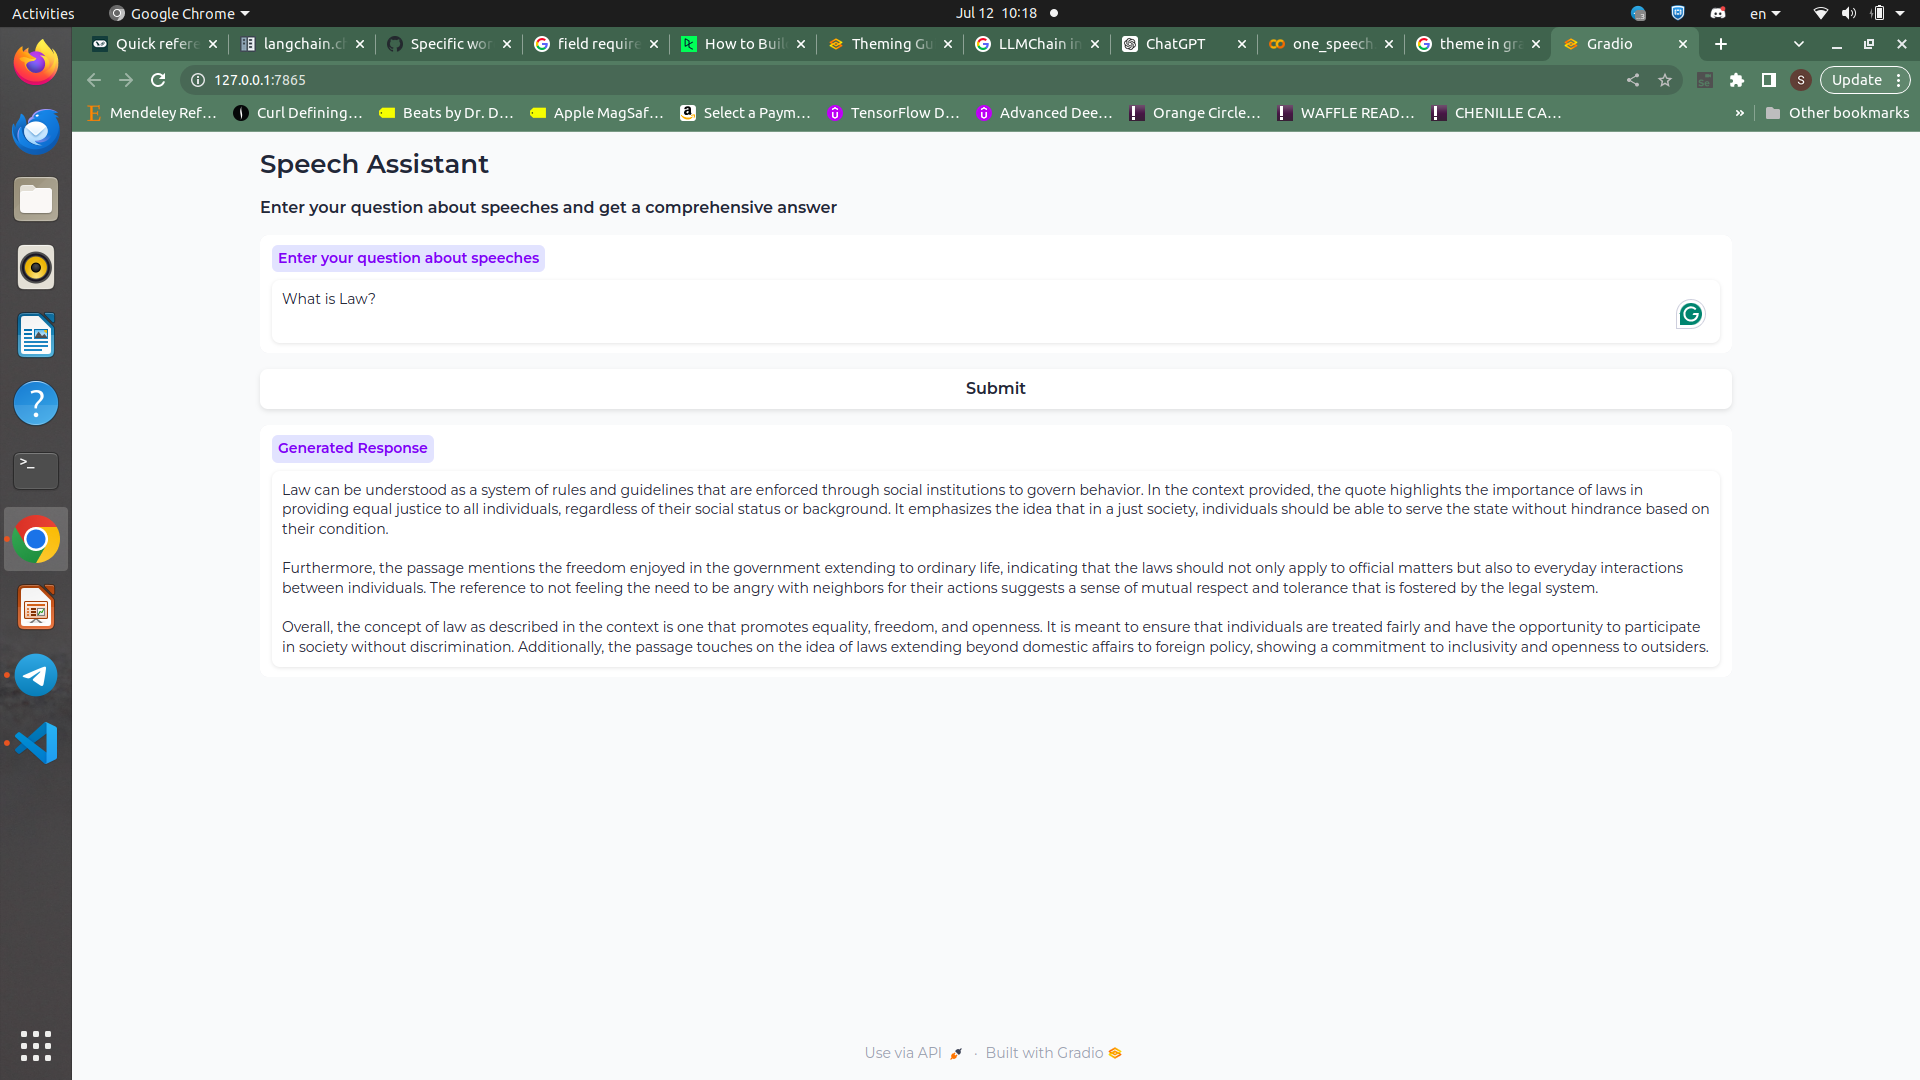 Activities
Google Chrome
Jul 12 10:18
en
Quick refere
langchain.c
Specific wor
field require
How to Buil
Theming Gu
LLMChain in
ChatGPT
one_speech
theme in gra
Gradio
127.0.0.1:7865
S
Update
Mendeley Ref...
Curl Defining...
Beats by Dr. D...
Apple MagSaf...
Select a Paym...
TensorFlow D...
Advanced Dee...
Orange Circle...
WAFFLE READ...
CHENILLE CA...
»
Other bookmarks
Speech Assistant
Enter your question about speeches and get a comprehensive answer
Enter your question about speeches
What is Law?
Submit
Generated Response
Law can be understood as a system of rules and guidelines that are enforced through social institutions to govern behavior. In the context provided, the quote highlights the importance of laws in
providing equal justice to all individuals, regardless of their social status or background. It emphasizes the idea that in a just society, individuals should be able to serve the state without hindrance based on
their condition.
Furthermore, the passage mentions the freedom enjoyed in the government extending to ordinary life, indicating that the laws should not only apply to official matters but also to everyday interactions
between individuals. The reference to not feeling the need to be angry with neighbors for their actions suggests a sense of mutual respect and tolerance that is fostered by the legal system.
Overall, the concept of law as described in the context is one that promotes equality, freedom, and openness. It is meant to ensure that individuals are treated fairly and have the opportunity to participate
in society without discrimination. Additionally, the passage touches on the idea of laws extending beyond domestic affairs to foreign policy, showing a commitment to inclusivity and openness to outsiders.
Use via API · Built with Gradio